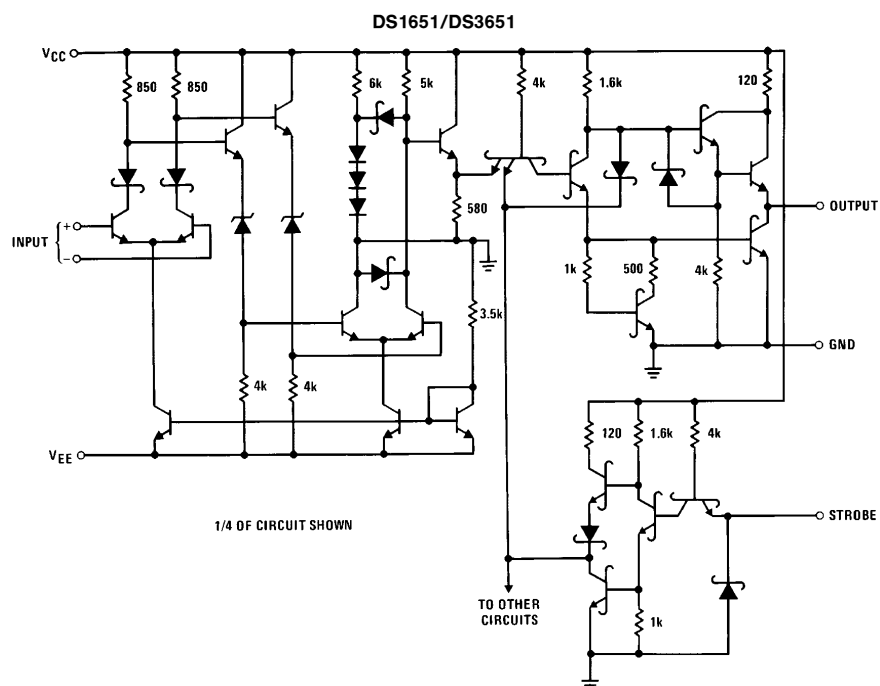 DS1651/DS3651
VCC
850
850
6k
5k
4k
1.6k
120
580
OUTPUT
INPUT
+
−
1k
500
4k
3.5k
GND
4k
4k
VEE
120
1.6k
4k
STROBE
1/4 OF CIRCUIT SHOWN
TO OTHER
CIRCUITS
1k